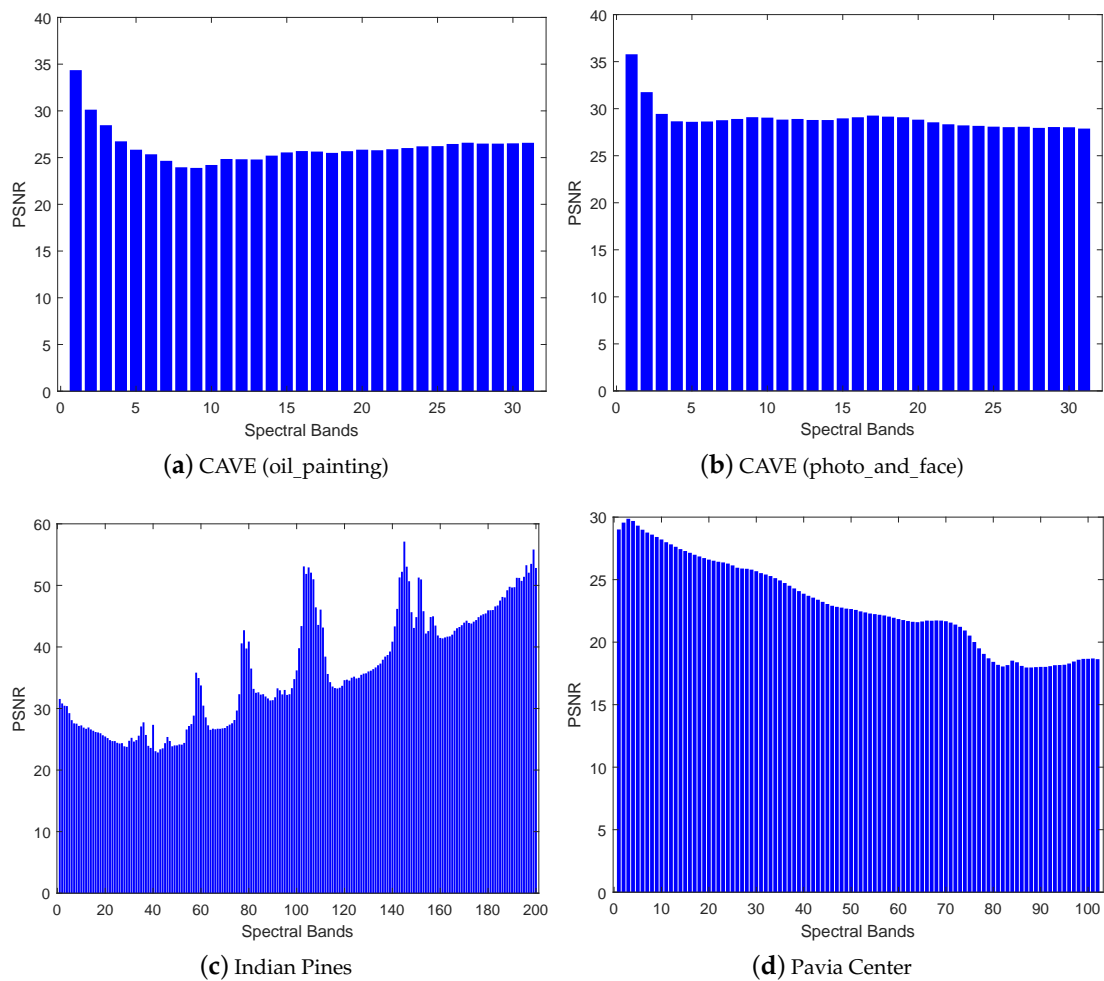 40
35
30
25
20
15
10
5
0
PSNR
0 5 10 15 20 25 30
Spectral Bands
(a) CAVE (oil_painting)
40
35
30
25
20
15
10
5
0
PSNR
0 5 10 15 20 25 30
Spectral Bands
(b) CAVE (photo_and_face)
60
50
40
30
20
10
0
PSNR
0 20 40 60 80 100 120 140 160 180 200
Spectral Bands
(c) Indian Pines
30
25
20
15
10
5
0
PSNR
0 10 20 30 40 50 60 70 80 90 100
Spectral Bands
(d) Pavia Center